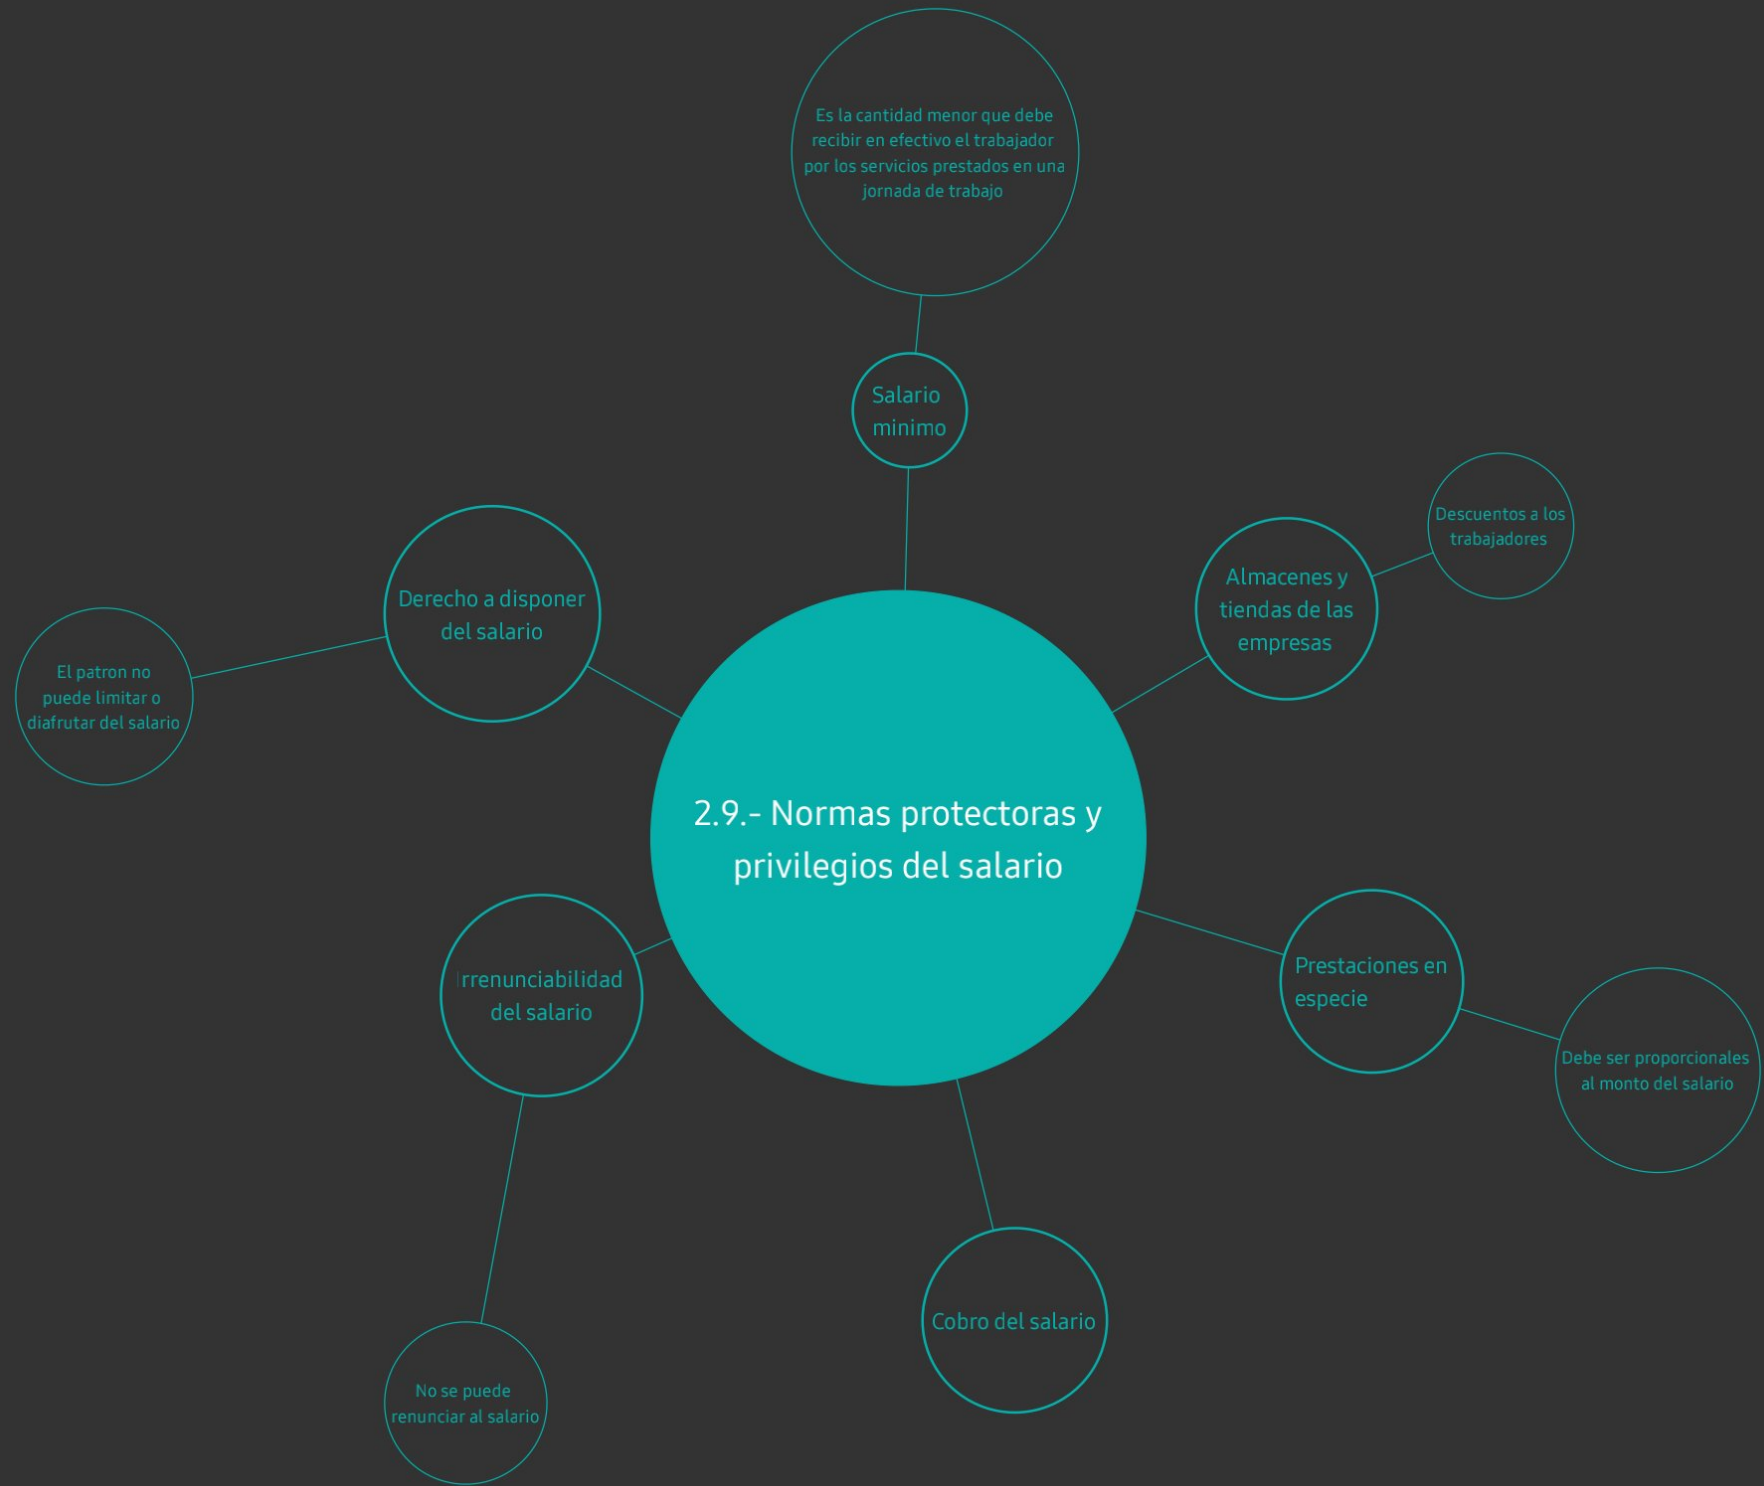 Es la cantidad menor que debe
recibir en efectivo el trabajador
por los servicios prestados en una
jornada de trabajo
Salario
minimo
Descuentos a los
trabajadores
Almacenes y
tiendas de las
empresas
Derecho a disponer
del salario
El patron no
puede limitar o
diafrutar del salario
2.9.- Normas protectoras y
privilegios del salario
Irrenunciabilidad
del salario
Prestaciones en
especie
Debe ser proporcionales
al monto del salario
Cobro del salario
No se puede
renunciar al salario